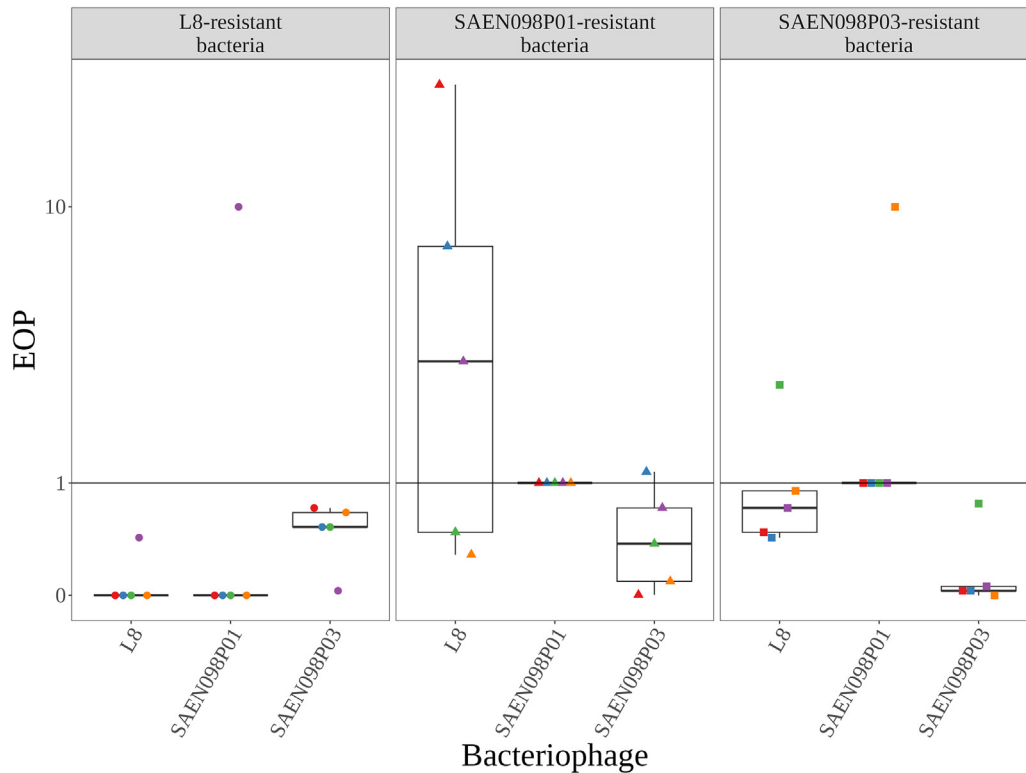 L8-resistant
bacteria
SAEN098P01-resistant
bacteria
SAEN098P03-resistant
bacteria
EOP
10
1
0
L8
SAEN098P01
SAEN098P03
L8
SAEN098P01
SAEN098P03
L8
SAEN098P01
SAEN098P03
Bacteriophage